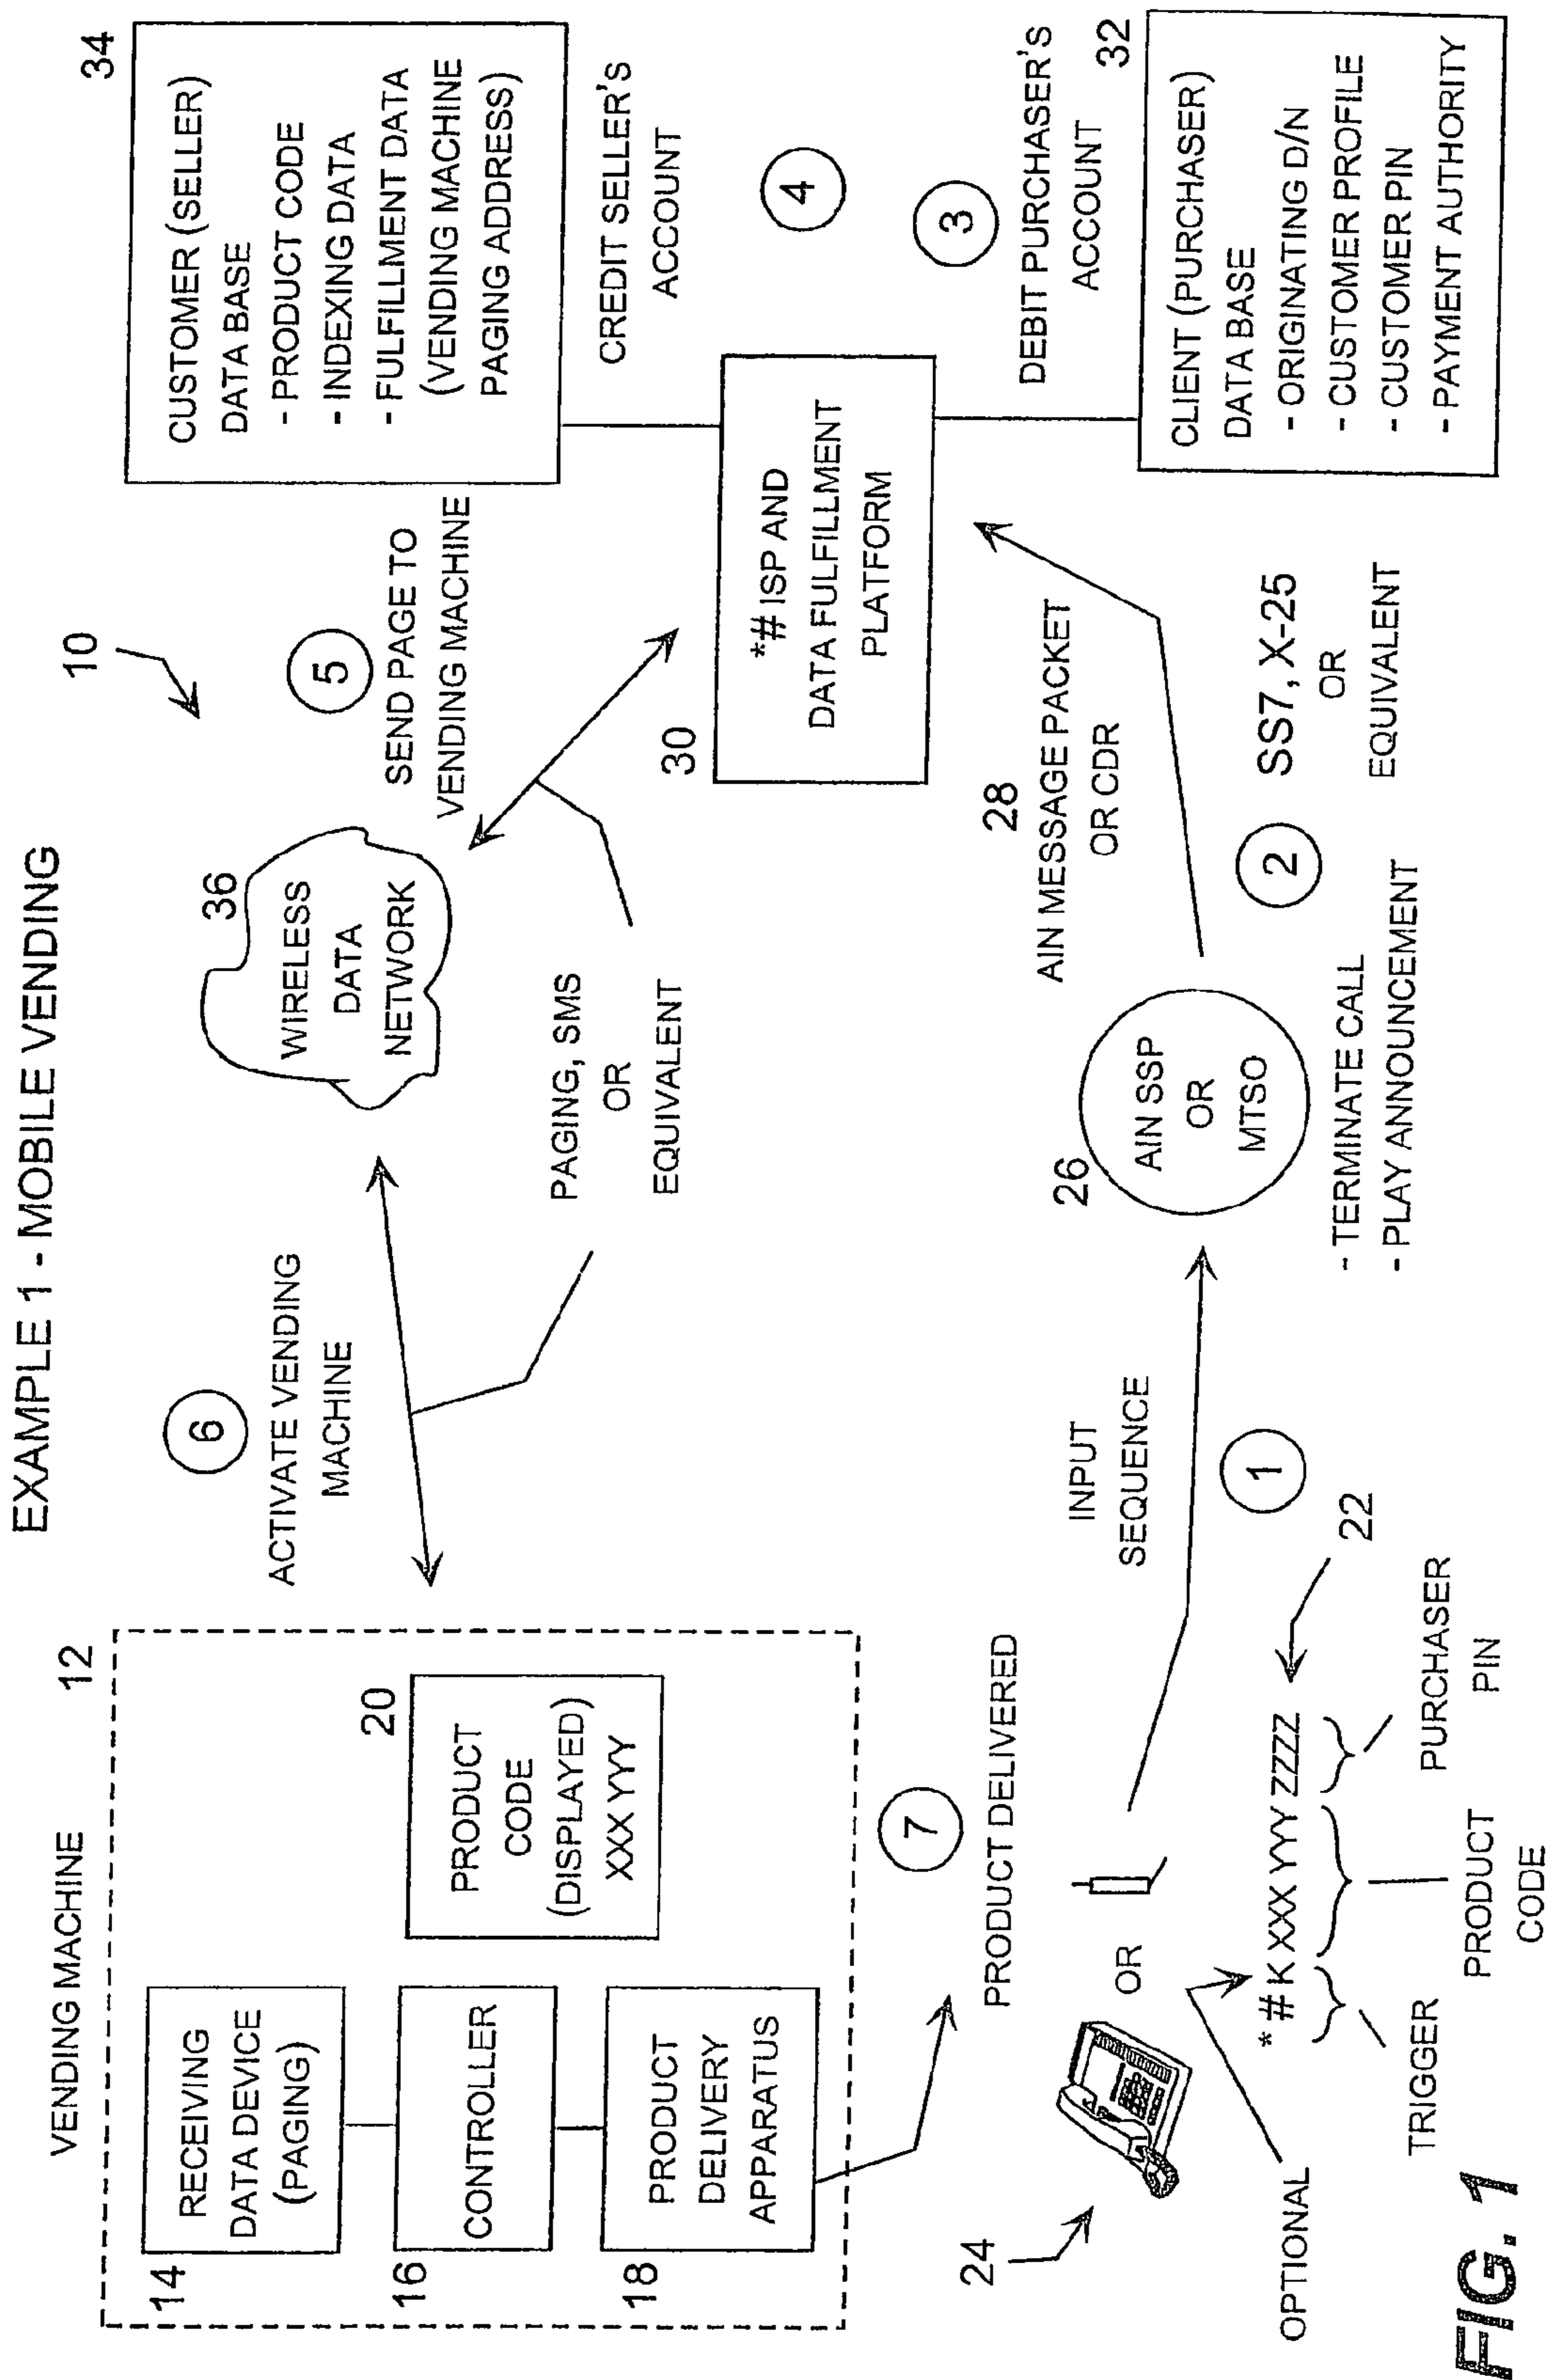 EXAMPLE 1 - MOBILE VENDING
10
VENDING MACHINE
12
14
RECEIVING
DATA DEVICE
(PAGING)
16
CONTROLLER
18
PRODUCT
DELIVERY
APPARATUS
20
PRODUCT
CODE
(DISPLAYED)
XXX YYY
6
ACTIVATE VENDING
MACHINE
36
WIRELESS
DATA
NETWORK
PAGING, SMS
OR
EQUIVALENT
5
SEND PAGE TO
VENDING MACHINE
34
CUSTOMER (SELLER)
DATA BASE
- PRODUCT CODE
- INDEXING DATA
- FULFILLMENT DATA
(VENDING MACHINE
PAGING ADDRESS)
CREDIT SELLER'S
ACCOUNT
4
30
*# ISP AND
DATA FULFILLMENT
PLATFORM
3
DEBIT PURCHASER'S
ACCOUNT
32
CLIENT (PURCHASER)
DATA BASE
- ORIGINATING D/N
- CUSTOMER PROFILE
- CUSTOMER PIN
- PAYMENT AUTHORITY
7
PRODUCT DELIVERED
24
OR
INPUT
SEQUENCE
1
26
AIN SSP
OR
MTSO
28
AIN MESSAGE PACKET
OR CDR
2
SS7, X-25
OR
EQUIVALENT
- TERMINATE CALL
- PLAY ANNOUNCEMENT
OPTIONAL
*# K XXX YYY ZZZZ
22
TRIGGER
PRODUCT
CODE
PURCHASER
PIN
FIG. 1